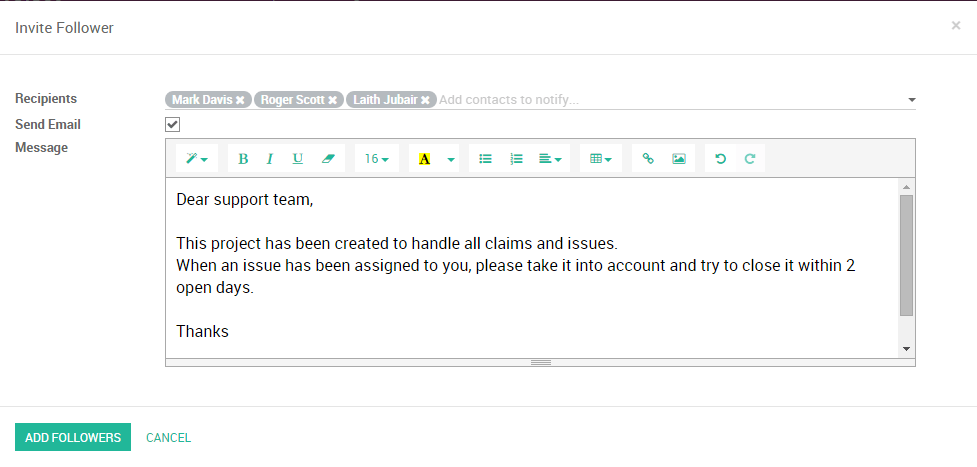 Invite Follower
×
Recipients
Mark Davis × Roger Scott × Laith Jubair × Add contacts to notify...
Send Email
Message
B I U 16 A
Dear support team,
This project has been created to handle all claims and issues.
When an issue has been assigned to you, please take it into account and try to close it within 2
open days.
Thanks
ADD FOLLOWERS CANCEL